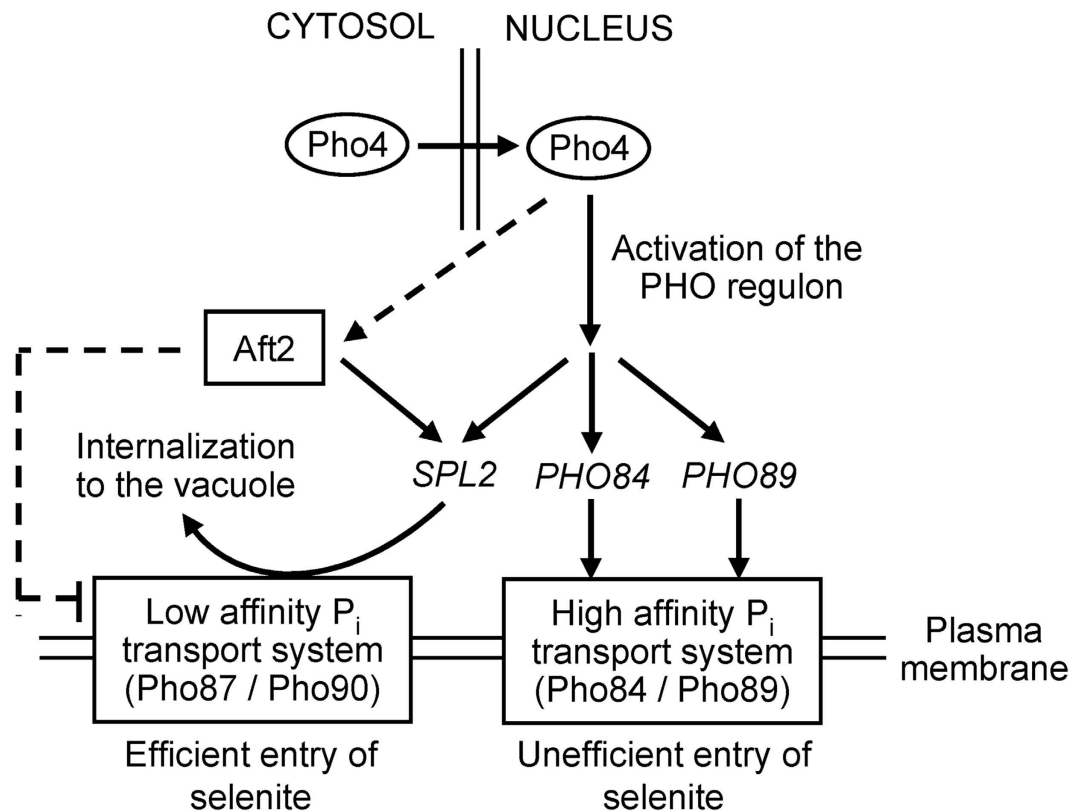 CYTOSOL
NUCLEUS
Pho4
Pho4
Activation of the
PHO regulon
Aft2
Internalization
to the vacuole
SPL2
PHO84
PHO89
Low affinity Pi
transport system
(Pho87 / Pho90)
High affinity Pi
transport system
(Pho84 / Pho89)
Plasma
membrane
Efficient entry of
selenite
Unefficient entry of
selenite